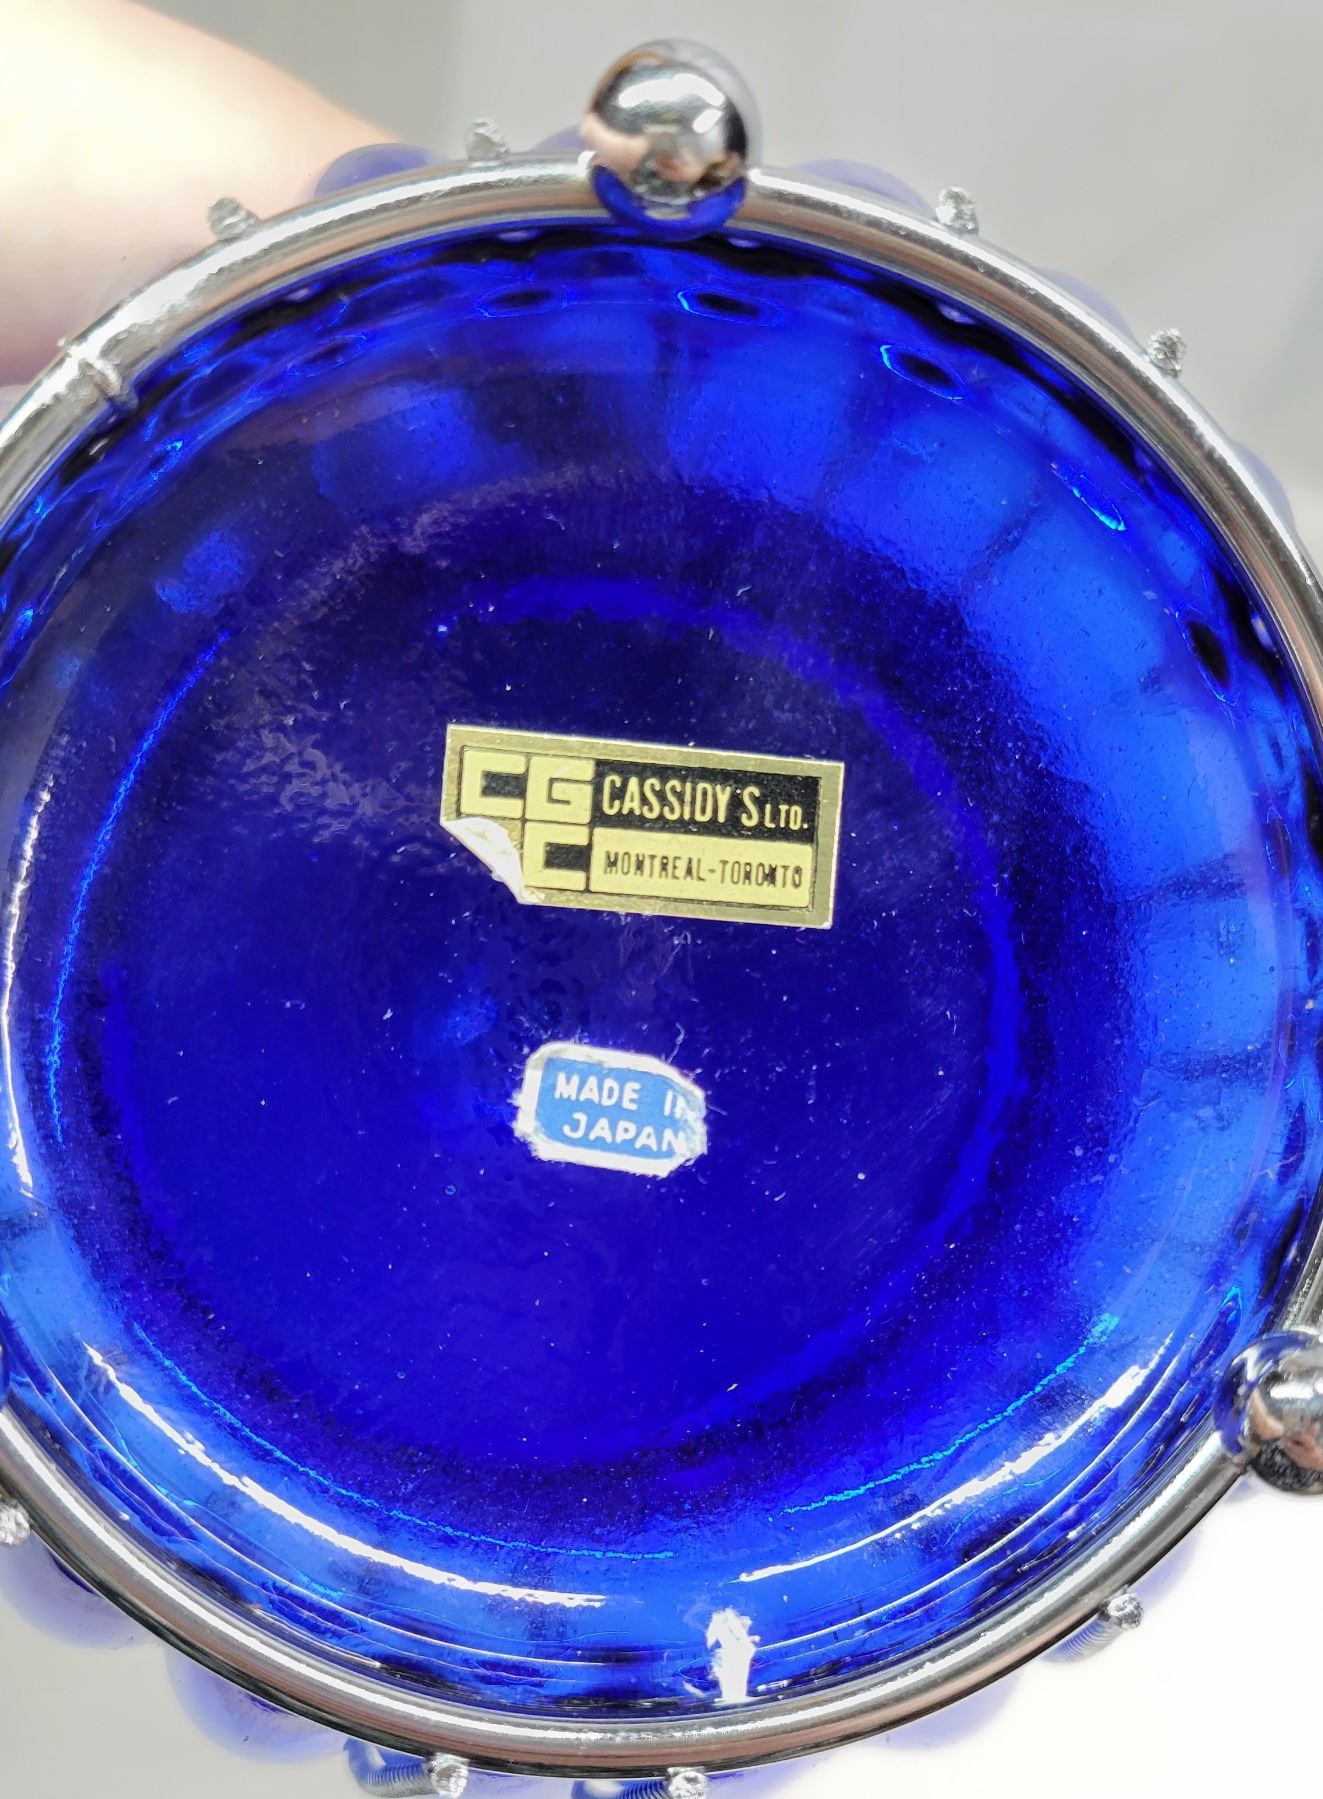 CGC
CASSIDY'S LTD.
MONTREAL-TORONTO
MADE IN
JAPAN